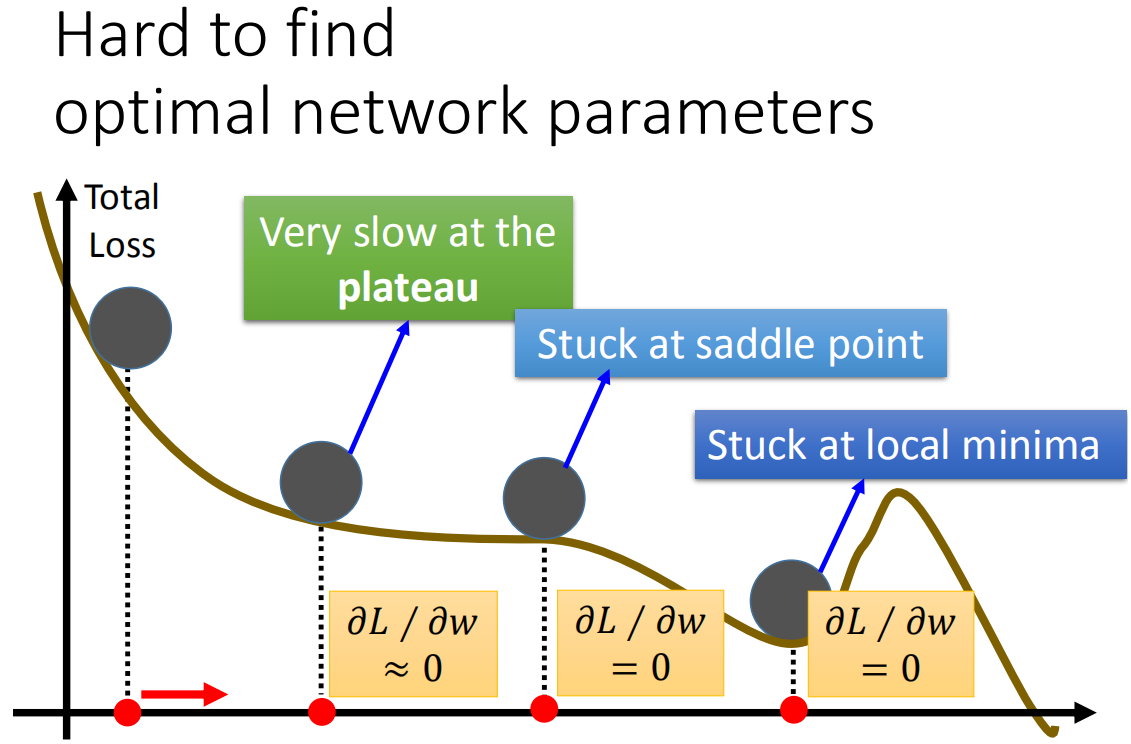 Hard to find
optimal network parameters
Total
Loss
Very slow at the
plateau
Stuck at saddle point
Stuck at local minima
∂L / ∂w
≈ 0
∂L / ∂w
= 0
∂L / ∂w
= 0